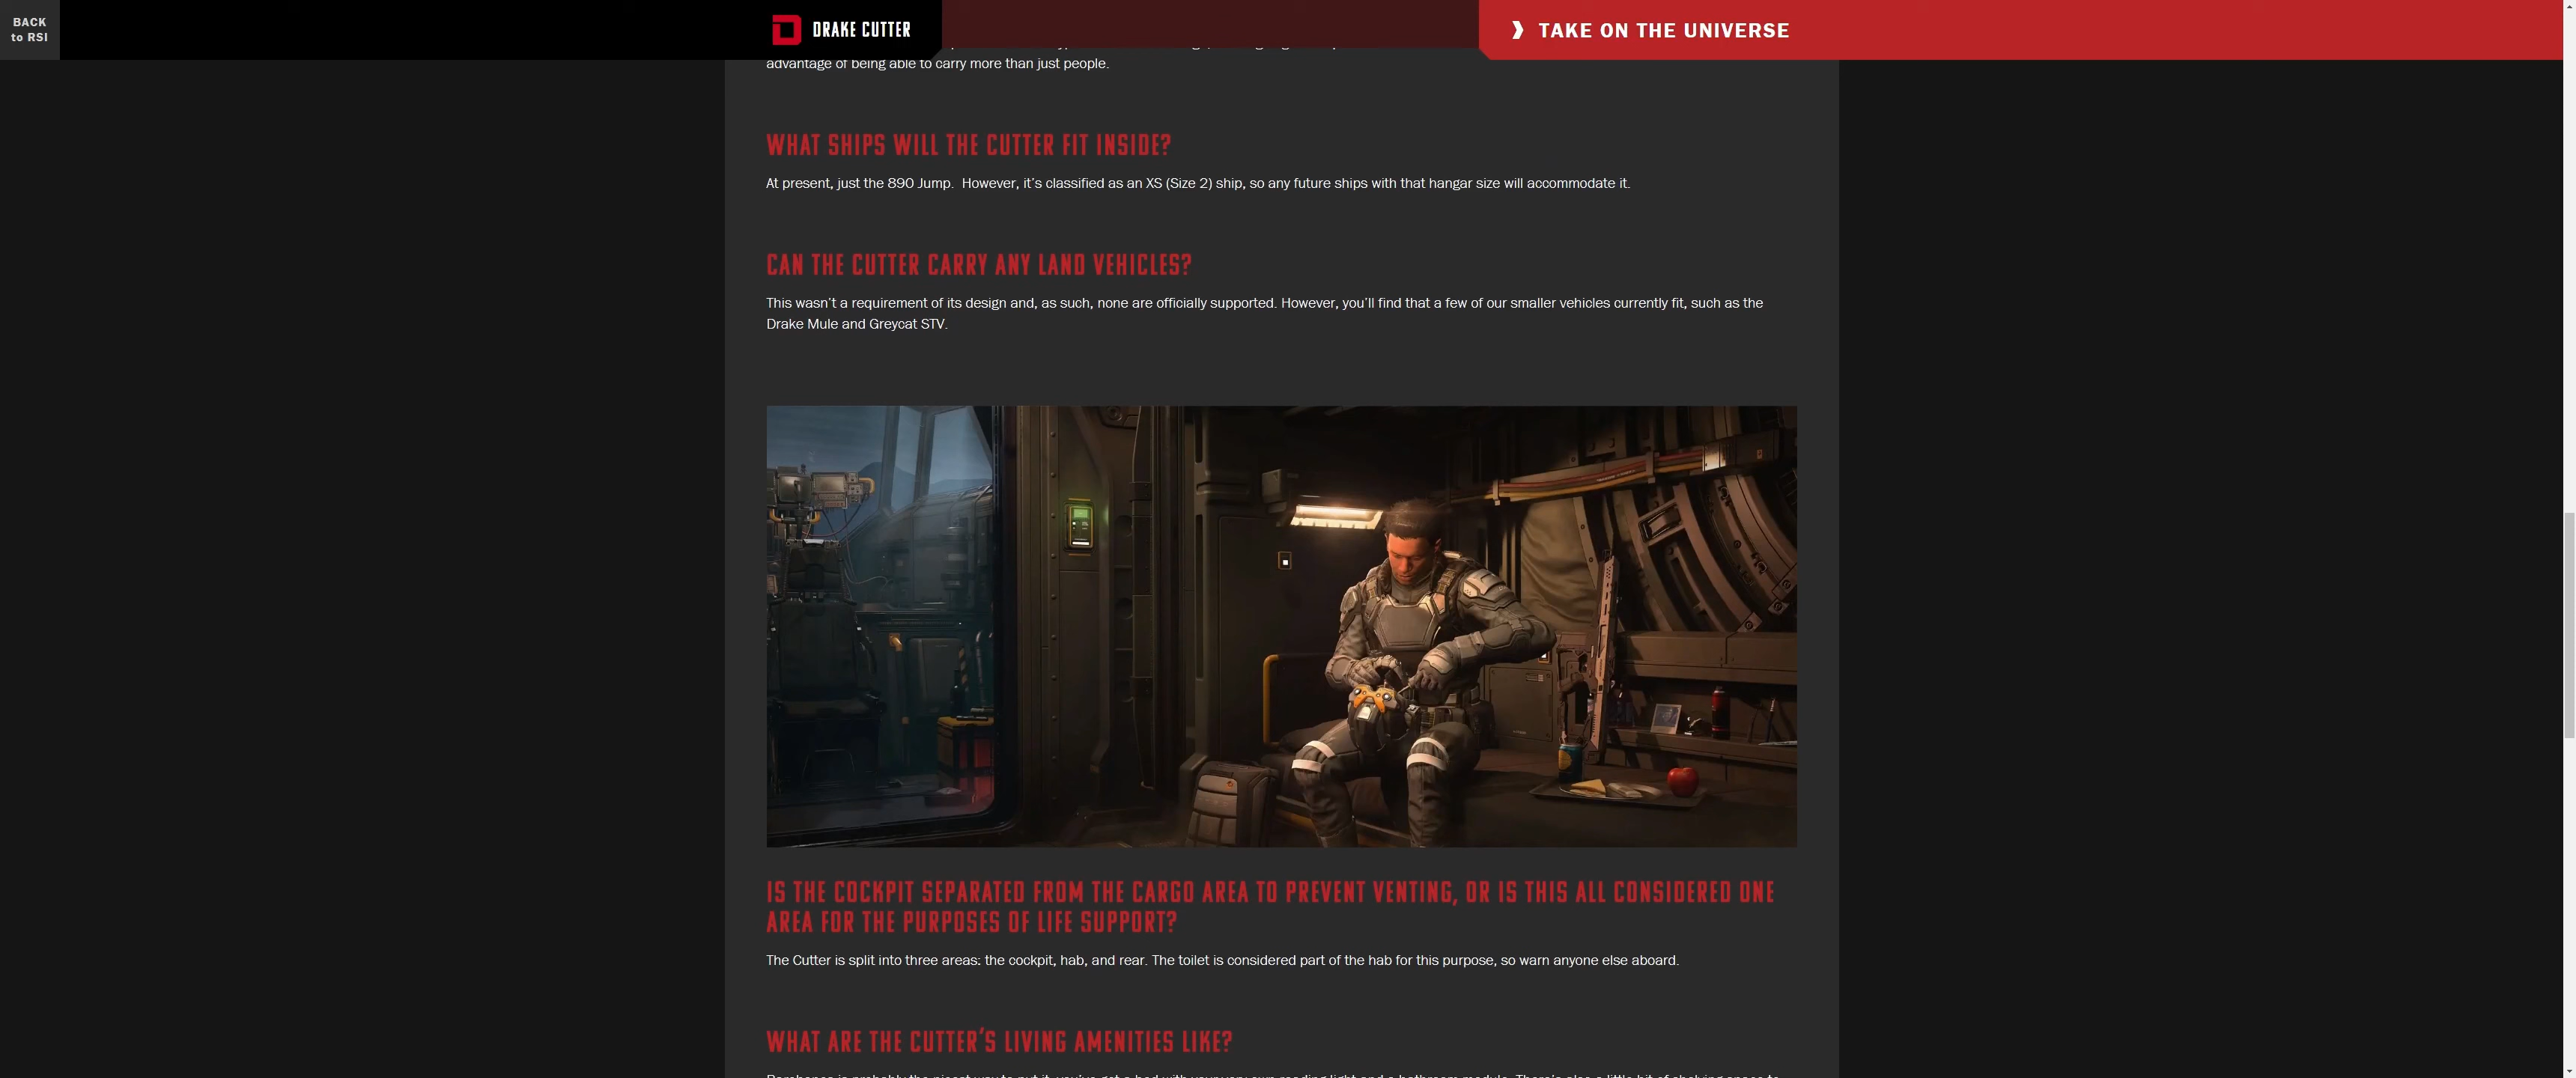 BACK
to RSI
DRAKE CUTTER
TAKE ON THE UNIVERSE
advantage of being able to carry more than just people.
WHAT SHIPS WILL THE CUTTER FIT INSIDE?
At present, just the 890 Jump.  However, it's classified as an XS (Size 2) ship, so any future ships with that hangar size will accommodate it.
CAN THE CUTTER CARRY ANY LAND VEHICLES?
This wasn't a requirement of its design and, as such, none are officially supported. However, you'll find that a few of our smaller vehicles currently fit, such as the
Drake Mule and Greycat STV.
IS THE COCKPIT SEPARATED FROM THE CARGO AREA TO PREVENT VENTING, OR IS THIS ALL CONSIDERED ONE
AREA FOR THE PURPOSES OF LIFE SUPPORT?
The Cutter is split into three areas: the cockpit, hab, and rear. The toilet is considered part of the hab for this purpose, so warn anyone else aboard.
WHAT ARE THE CUTTER'S LIVING AMENITIES LIKE?